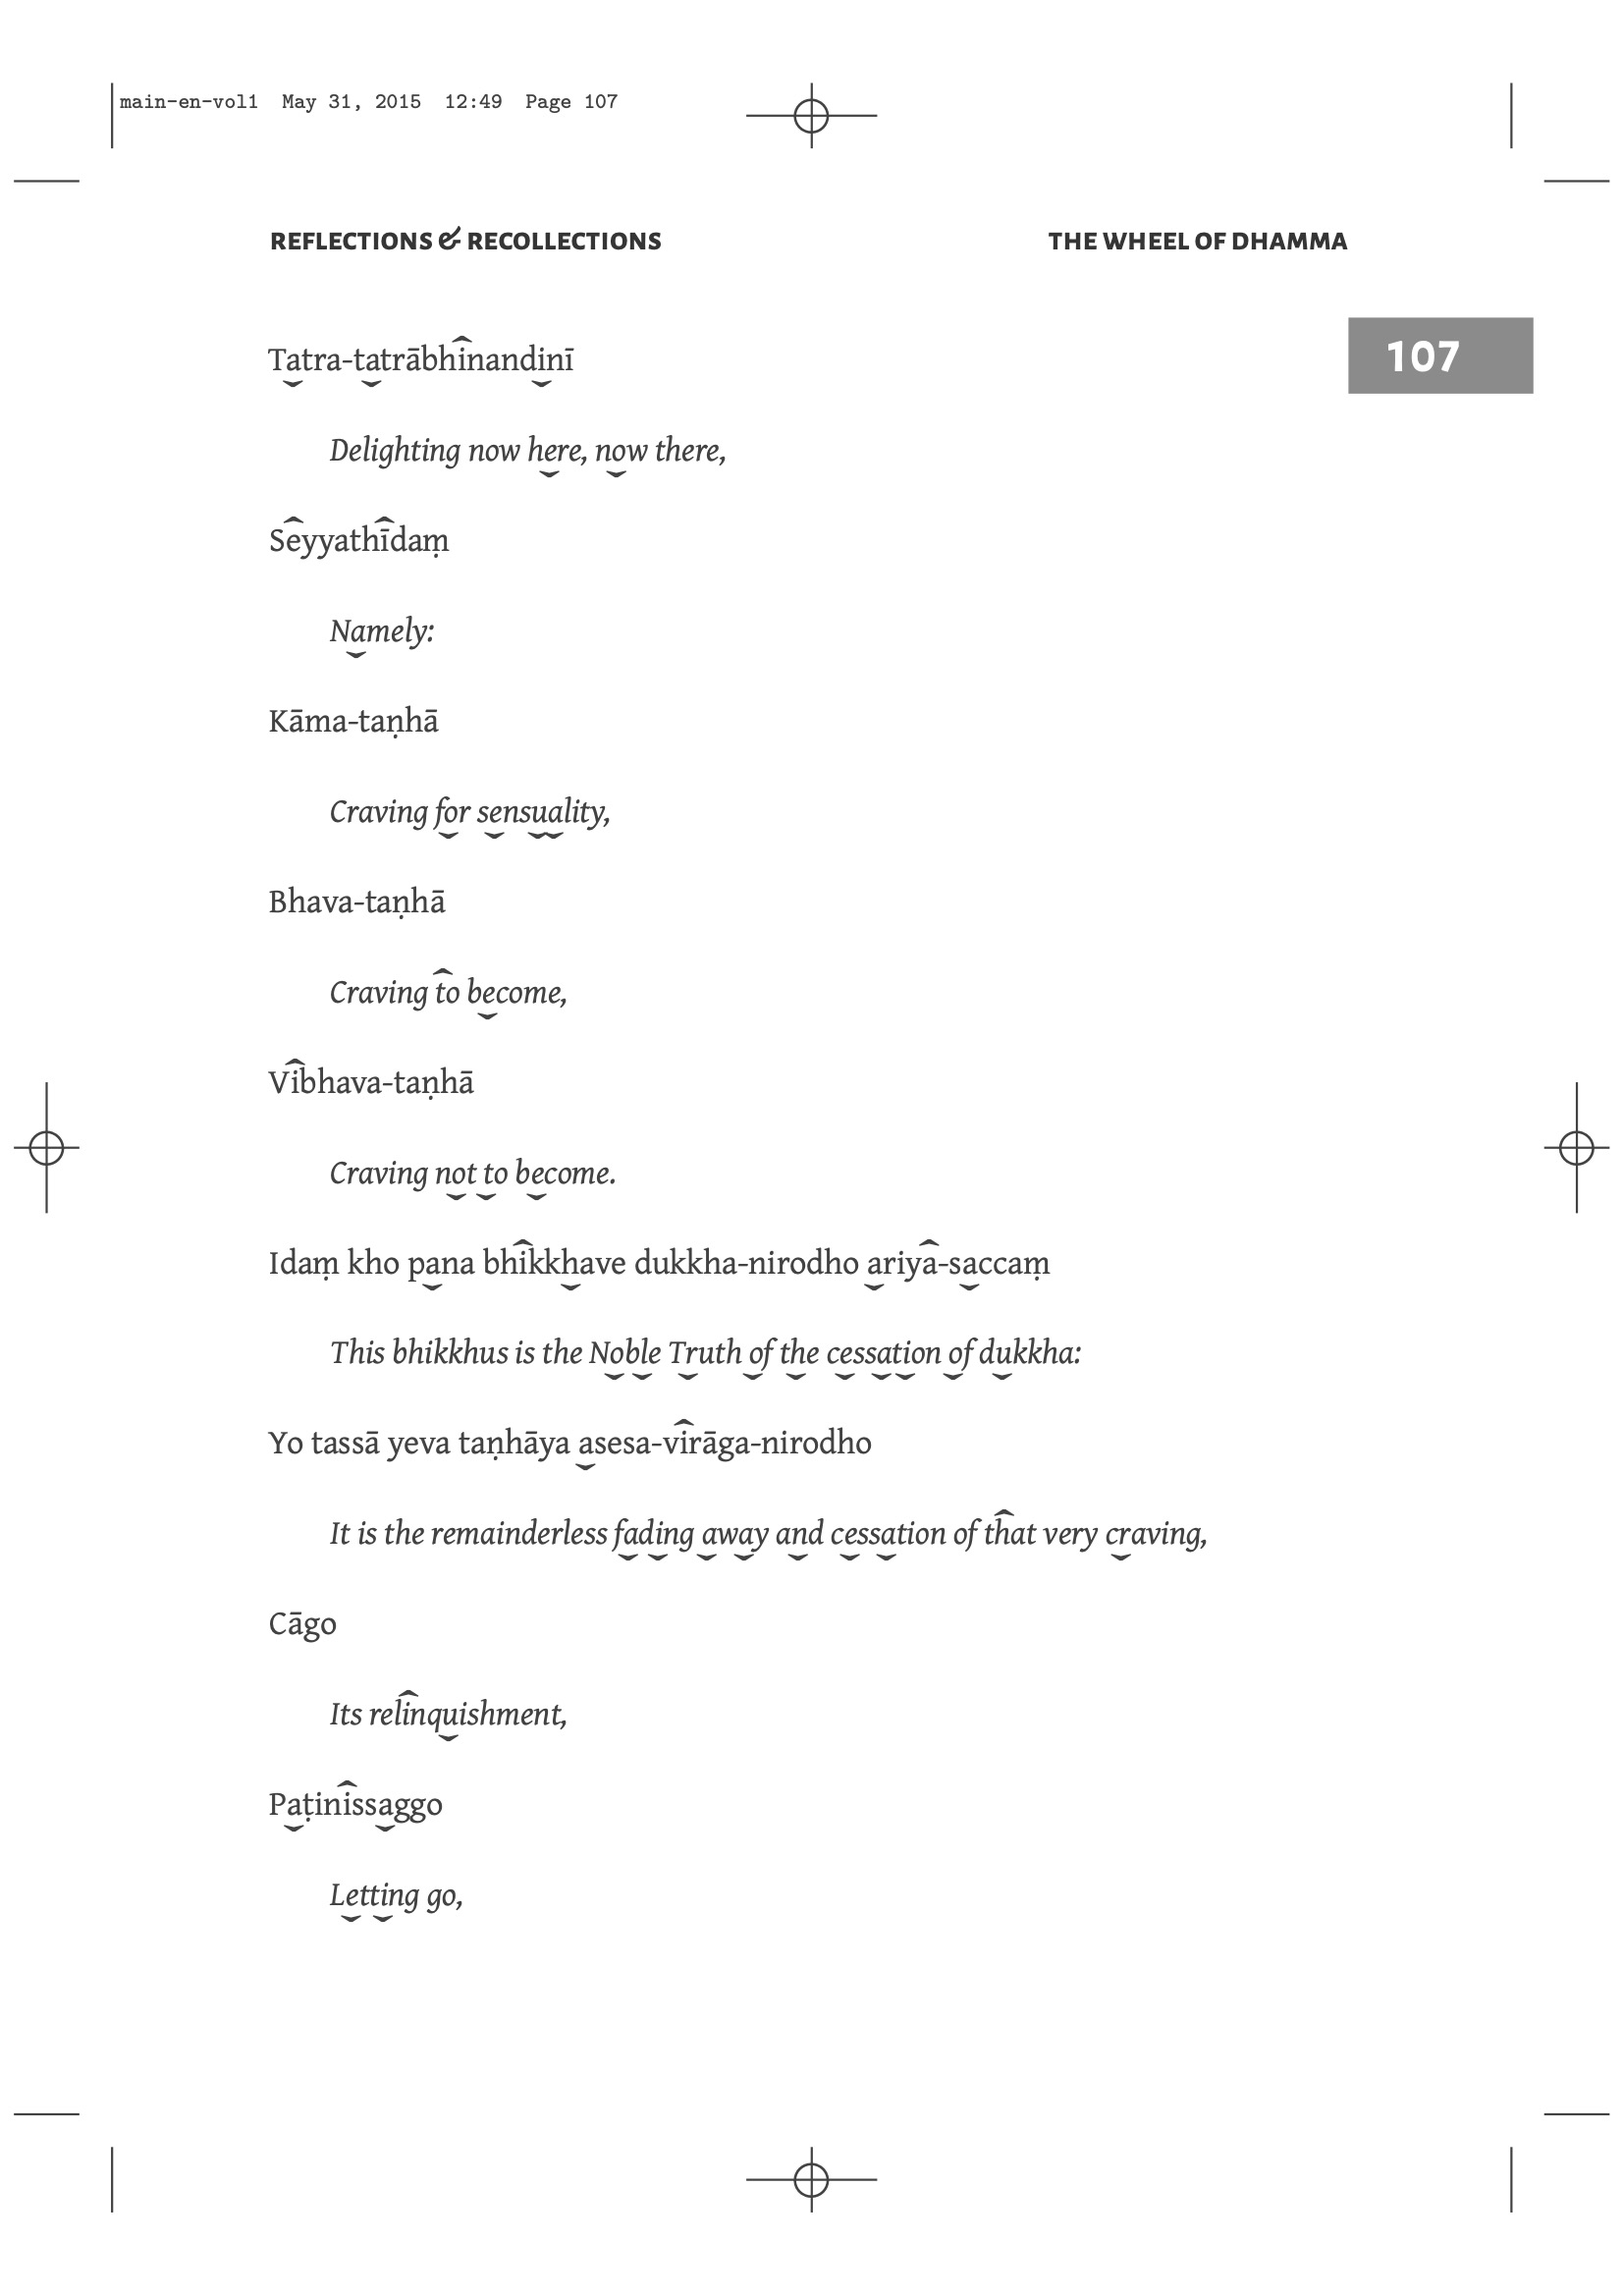 main-en-vol1 May 31, 2015 12:49 Page 107
REFLECTIONS & RECOLLECTIONS THE WHEEL OF DHAMMA
107
Tatra-tatrābhinandinī
Delighting now here, now there,
Seyyathīdaṃ
Namely:
Kāma-taṇhā
Craving for sensuality,
Bhava-taṇhā
Craving to become,
Vibhava-taṇhā
Craving not to become.
Idaṃ kho pana bhikkhave dukkha-nirodho ariya-saccaṃ
This bhikkhus is the Noble Truth of the cessation of dukkha:
Yo tassā yeva taṇhāya asesa-virāga-nirodho
It is the remainderless fading away and cessation of that very craving,
Cāgo
Its relinquishment,
Paṭinissaggo
Letting go,